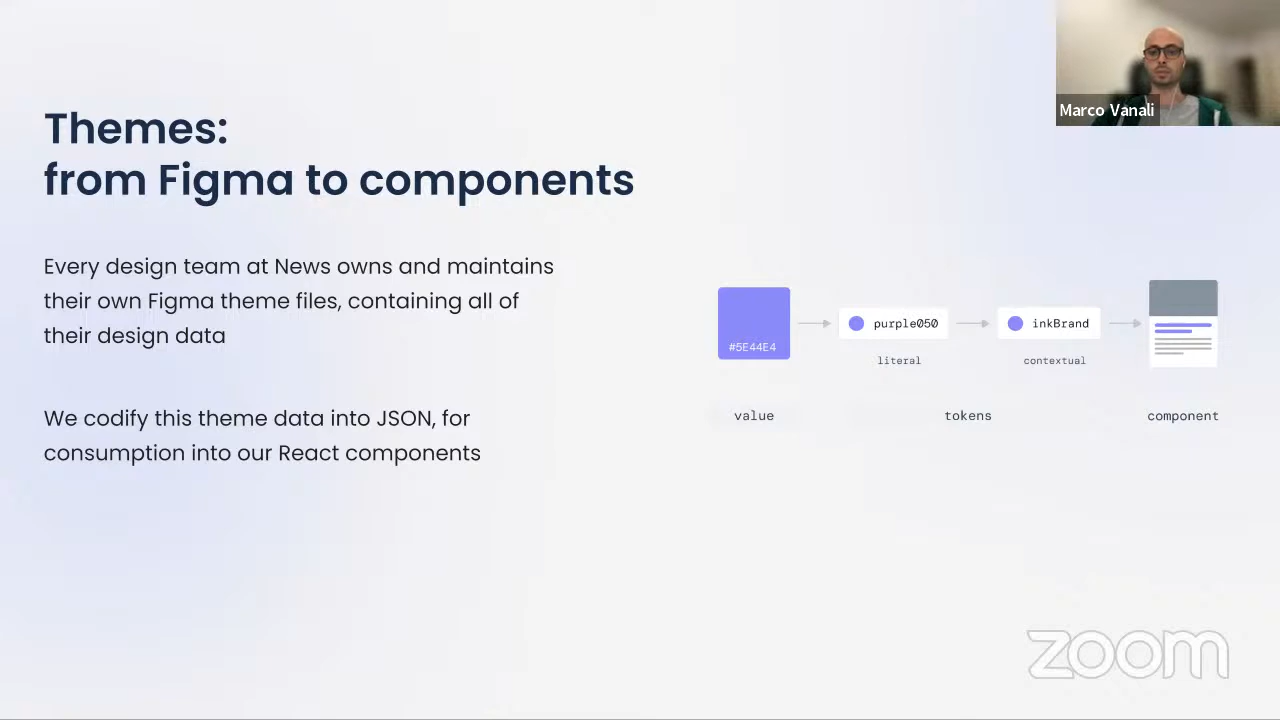 Marco Vanali
Themes:
from Figma to components
Every design team at News owns and maintains
their own Figma theme files, containing all of
their design data
We codify this theme data into JSON, for
consumption into our React components
#5E44E4
purple050
inkBrand
literal
contextual
value
tokens
component
zoom